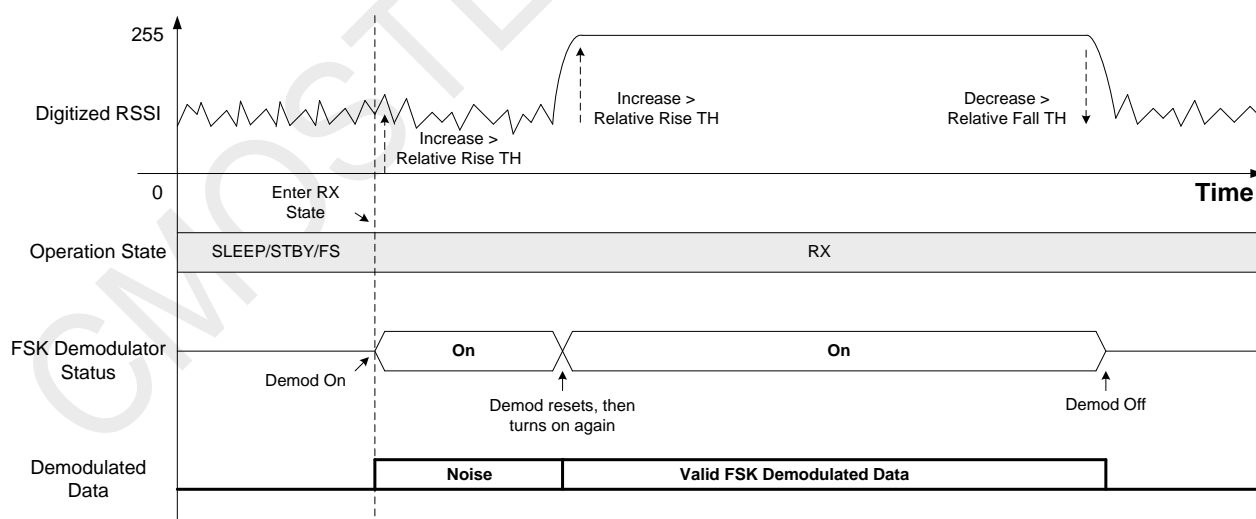 255
Digitized RSSI
Increase >
Relative Rise TH
Increase >
Relative Rise TH
Decrease >
Relative Fall TH
0
Time
Enter RX
State
Operation State
SLEEP/STBY/FS
RX
FSK Demodulator
Status
On
On
Demod On
Demod resets, then
turns on again
Demod Off
Demodulated
Data
Noise
Valid FSK Demodulated Data